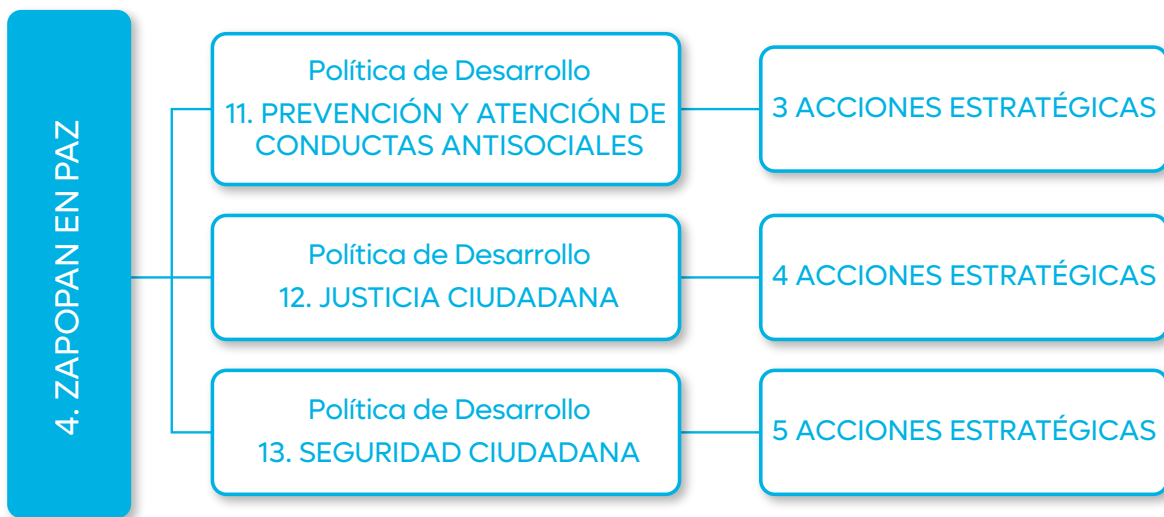 4. ZAPOPAN EN PAZ
Política de Desarrollo
11. PREVENCIÓN Y ATENCIÓN DE
CONDUCTAS ANTISOCIALES
3 ACCIONES ESTRATÉGICAS
Política de Desarrollo
12. JUSTICIA CIUDADANA
4 ACCIONES ESTRATÉGICAS
Política de Desarrollo
13. SEGURIDAD CIUDADANA
5 ACCIONES ESTRATÉGICAS